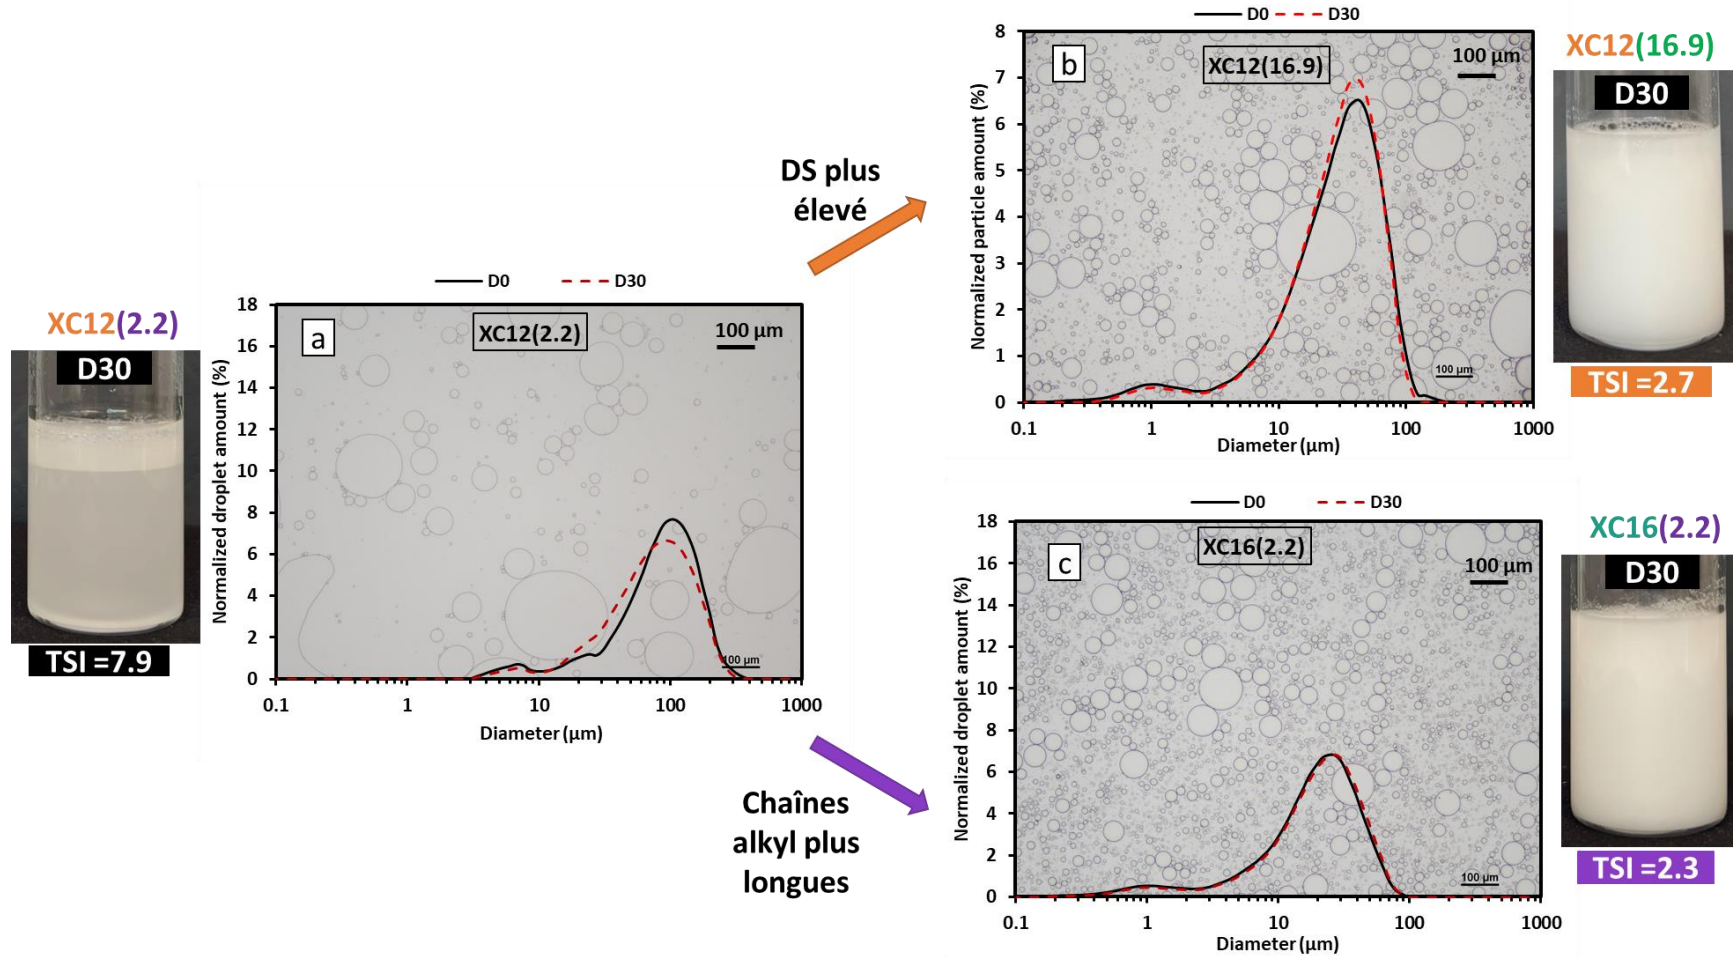 XC12(2.2)
D30
TSI =7.9
D0
D30
a
XC12(2.2)
100 µm
18
16
14
12
10
8
6
4
2
0
Normalized droplet amount (%)
100 µm
0.1
1
10
100
1000
Diameter (µm)
DS plus
élevé
Chaînes
alkyl plus
longues
D0
D30
b
XC12(16.9)
100 µm
8
7
6
5
4
3
2
1
0
Normalized particle amount (%)
100 µm
0.1
1
10
100
1000
Diameter (µm)
XC12(16.9)
D30
TSI =2.7
D0
D30
c
XC16(2.2)
100 µm
18
16
14
12
10
8
6
4
2
0
Normalized droplet amount (%)
100 µm
0.1
1
10
100
1000
Diameter (µm)
XC16(2.2)
D30
TSI =2.3